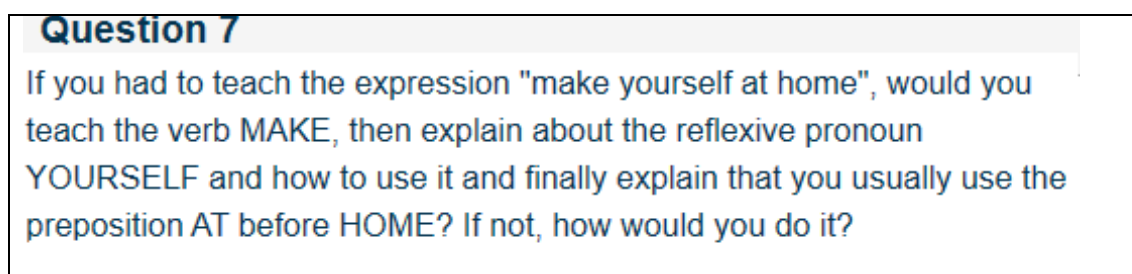 Question 7
If you had to teach the expression "make yourself at home", would you
teach the verb MAKE, then explain about the reflexive pronoun
YOURSELF and how to use it and finally explain that you usually use the
preposition AT before HOME? If not, how would you do it?